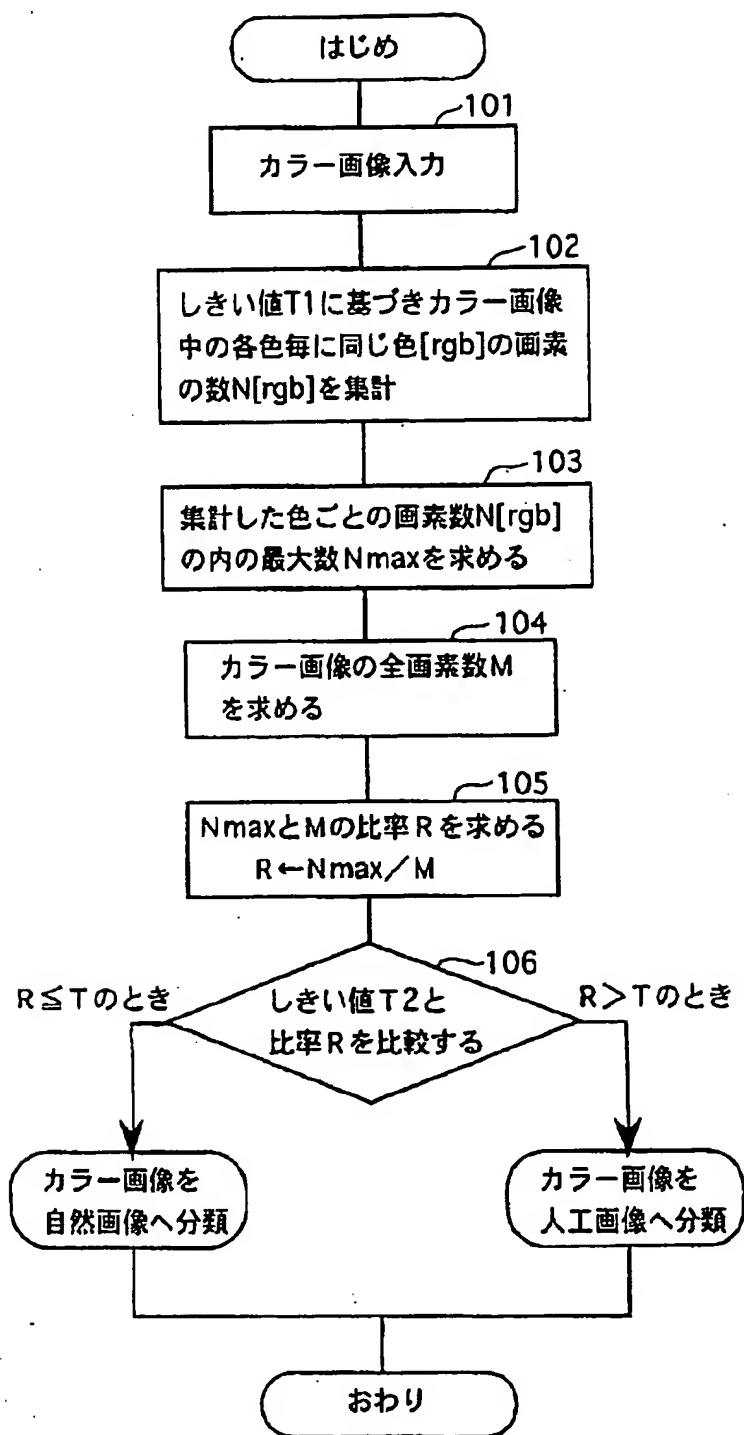 はじめ
101
カラー画像入力
102
しきい値T1に基づきカラー画像
中の各色毎に同じ色[rgb]の画素
の数N[rgb]を集計
103
集計した色ごとの画素数N[rgb]
の内の最大数Nmaxを求める
104
カラー画像の全画素数M
を求める
105
NmaxとMの比率Rを求める
R←Nmax／M
106
R≦Tのとき
しきい値T2と
比率Rを比較する
R＞Tのとき
カラー画像を
自然画像へ分類
カラー画像を
人工画像へ分類
おわり